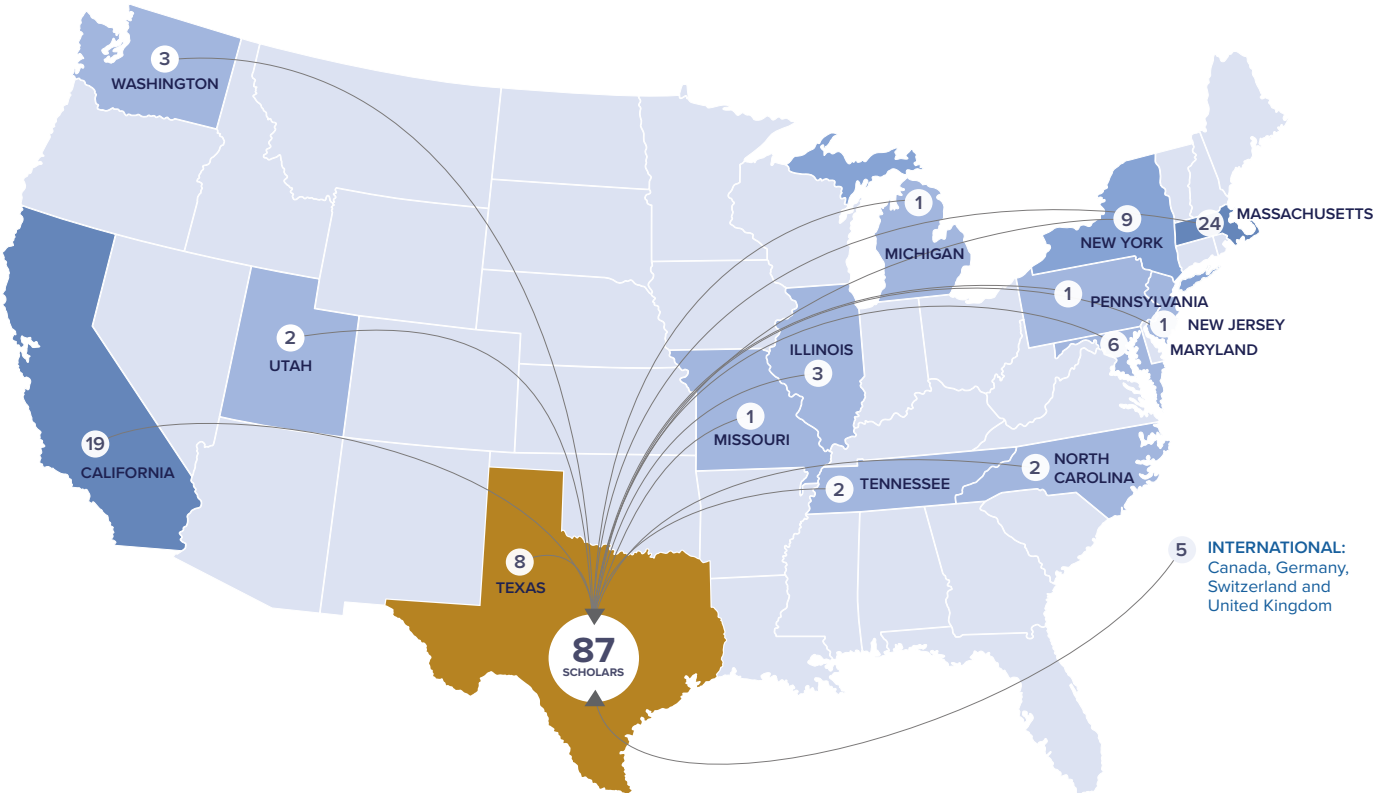 3
WASHINGTON
1
MICHIGAN
9
NEW YORK
24
MASSACHUSETTS
1
PENNSYLVANIA
1
NEW JERSEY
6
MARYLAND
2
UTAH
ILLINOIS
3
1
MISSOURI
19
CALIFORNIA
2
NORTH
CAROLINA
2
TENNESSEE
8
TEXAS
5
INTERNATIONAL:
Canada, Germany,
Switzerland and
United Kingdom
87
SCHOLARS